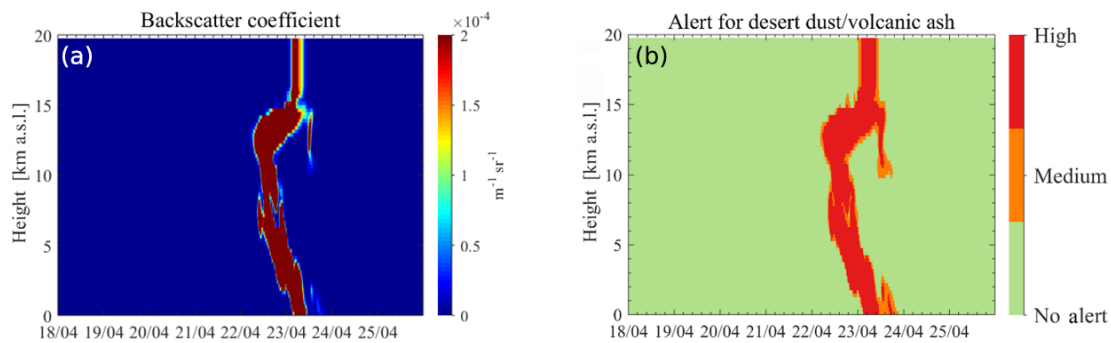 Backscatter coefficient
×10⁻⁴
(a)
20
15
10
5
0
Height [km a.s.l.]
18/04 19/04 20/04 21/04 22/04 23/04 24/04 25/04
2
1.5
1
0.5
0
m⁻¹ sr⁻¹
Alert for desert dust/volcanic ash
(b)
20
15
10
5
0
Height [km a.s.l.]
18/04 19/04 20/04 21/04 22/04 23/04 24/04 25/04
High
Medium
No alert